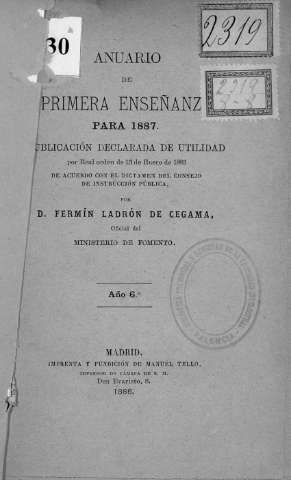 30
2319
ANUARIO
DE
PRIMERA ENSEÑANZ
PARA 1887.
UBLICACIÓN DECLARADA DE UTILIDAD
por Real orden de 13 de Enero de 1883
DE ACUERDO CON EL DICTAMEN DEL CONSEJO
DE INSTRUCCIÓN PÚBLICA,
POR
D. FERMÍN LADRÓN DE CEGAMA,
Oficial del
MINISTERIO DE FOMENTO.
Año 6.º
MADRID,
IMPRENTA Y FUNDICIÓN DE MANUEL TELLO,
IMPRESOR DE CÁMARA DE S. M.
Don Evaristo, 8.
1886.